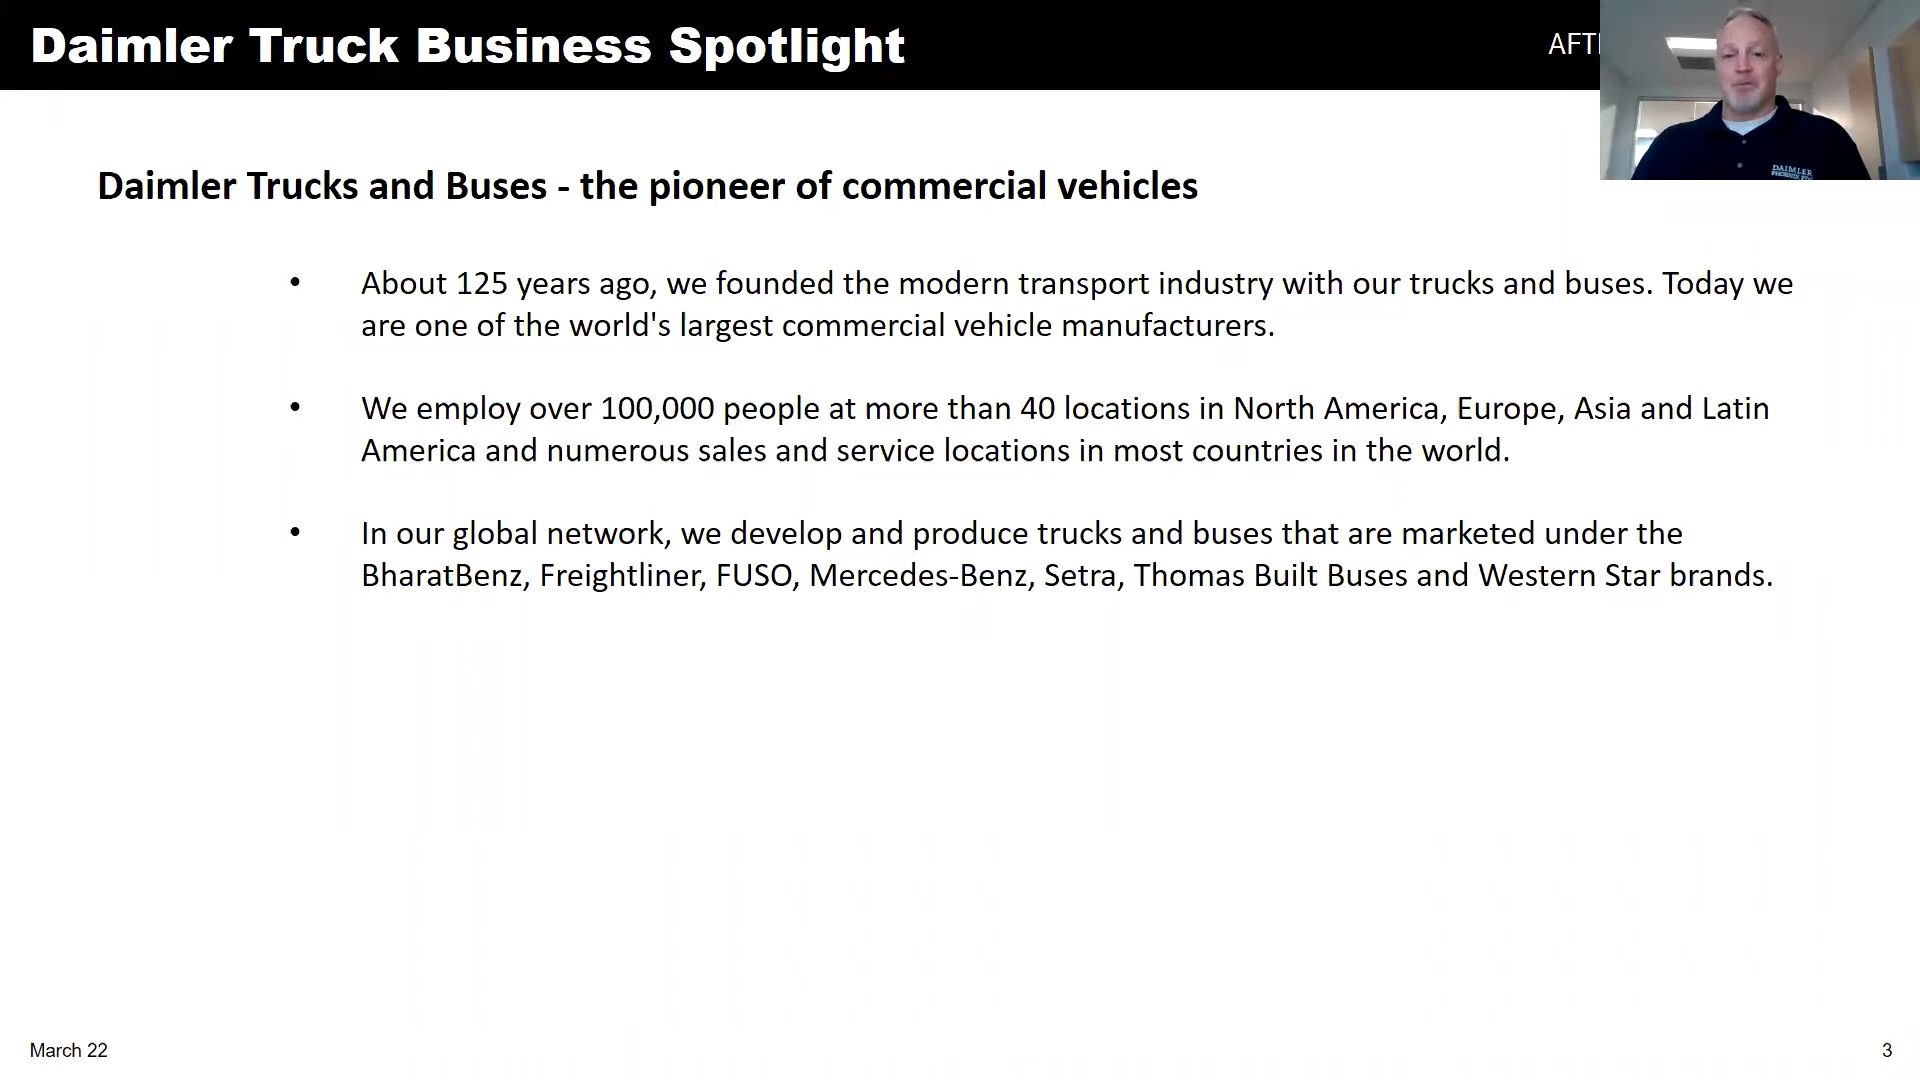 Daimler Truck Business Spotlight
Daimler Trucks and Buses - the pioneer of commercial vehicles
• About 125 years ago, we founded the modern transport industry with our trucks and buses. Today we
are one of the world's largest commercial vehicle manufacturers.
• We employ over 100,000 people at more than 40 locations in North America, Europe, Asia and Latin
America and numerous sales and service locations in most countries in the world.
• In our global network, we develop and produce trucks and buses that are marketed under the
BharatBenz, Freightliner, FUSO, Mercedes-Benz, Setra, Thomas Built Buses and Western Star brands.
DAIMLER
March 22
3